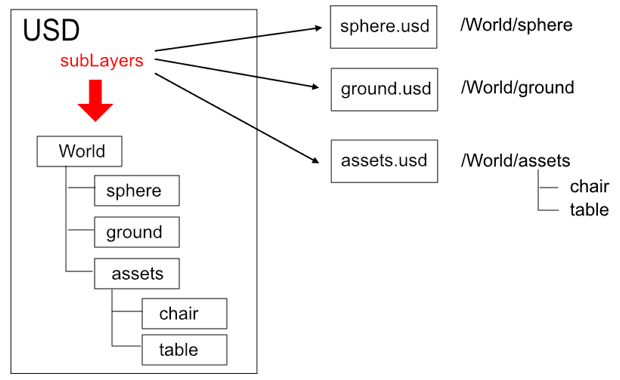 USD
subLayers
World
sphere
ground
assets
chair
table
sphere.usd /World/sphere
ground.usd /World/ground
assets.usd /World/assets
chair
table